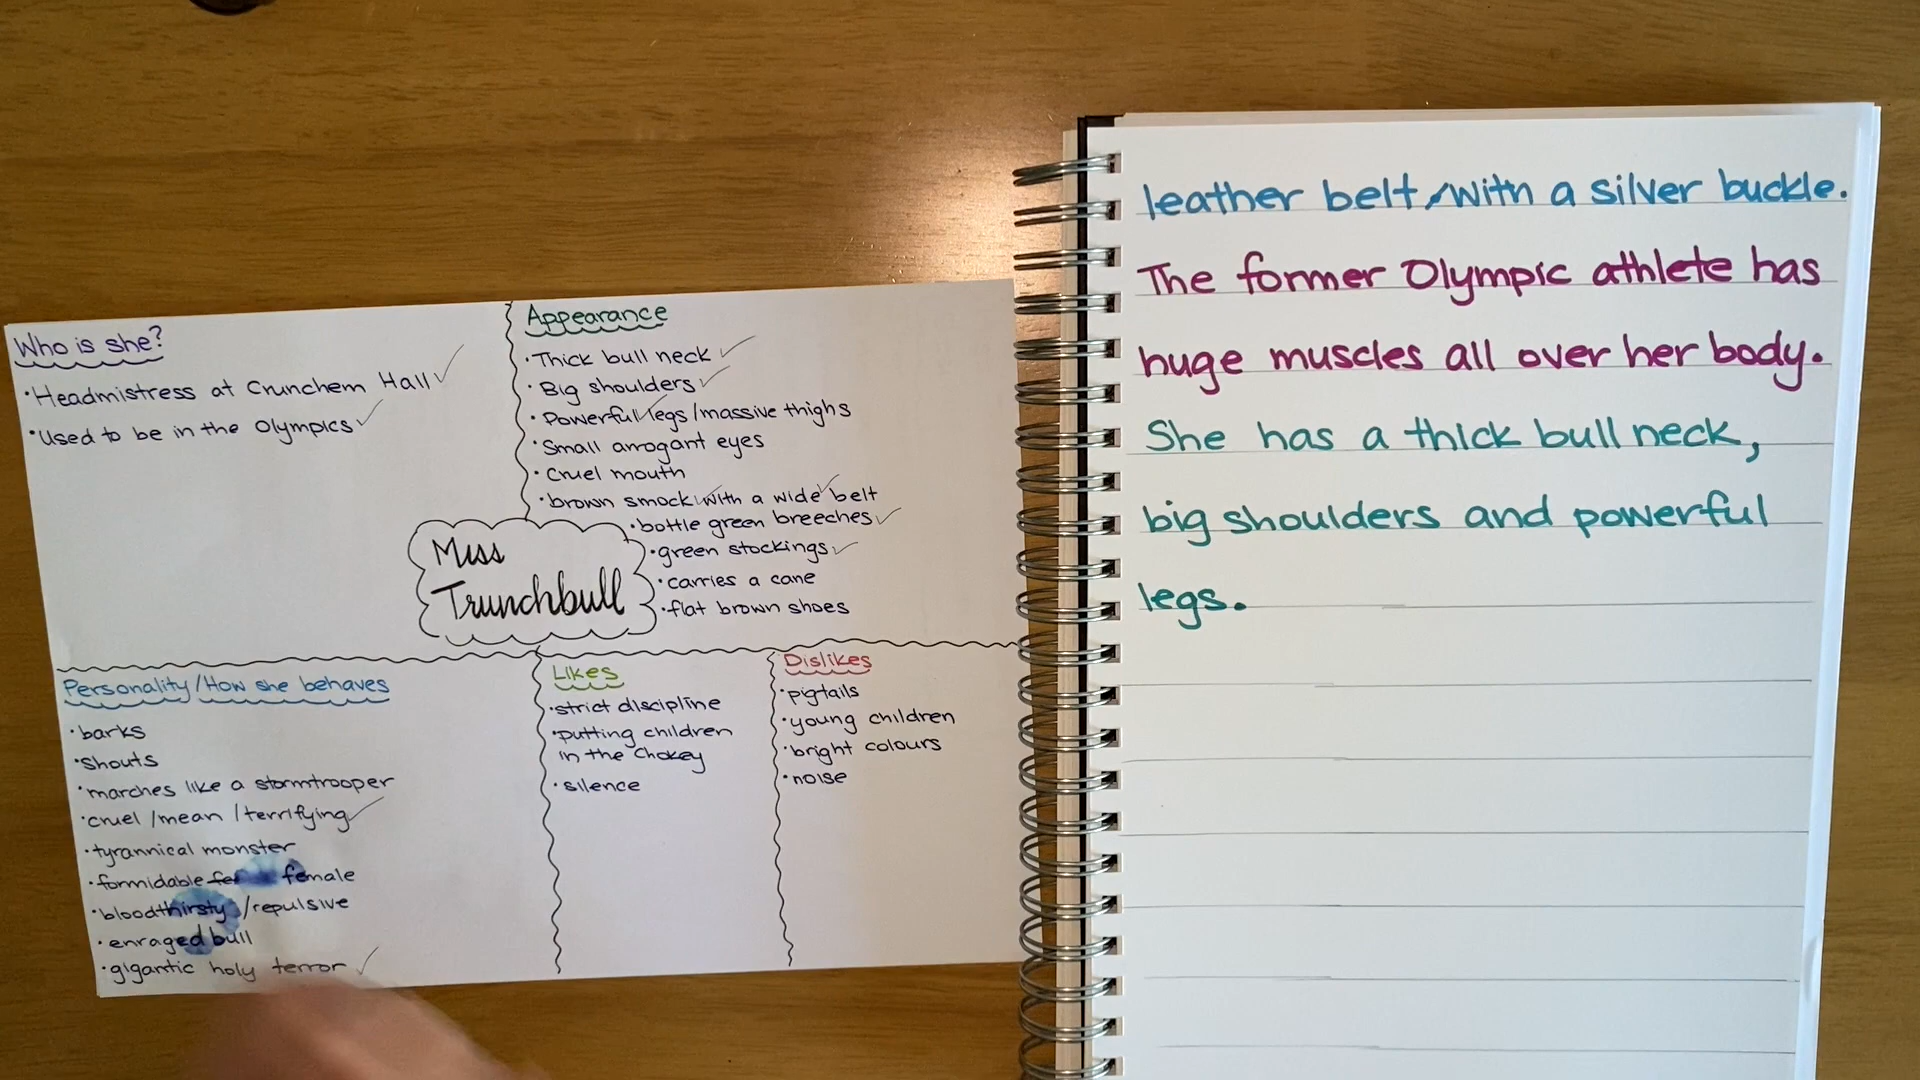 Who is she?
•Headmistress at Crunchem Hall✓
•Used to be in the Olympics✓
Appearance
•Thick bull neck ✓
•Big shoulders✓
•Powerful✓legs/massive thighs
•Small arrogant eyes
•Cruel mouth
•brown smock✓with a wide✓belt
•bottle green breeches✓
•green stockings✓
•carries a cane
•flat brown shoes
Miss
Trunchbull
Personality/How she behaves
•barks
•Shouts
•marches like a stormtrooper
•cruel/mean/terrifying✓
•tyrannical monster
•formidable female
•bloodthirsty/repulsive
•enraged bull
•gigantic holy terror ✓
Likes
•strict discipline
•putting children
in the Chokey
•silence
Dislikes
•pigtails
•young children
•bright colours
•noise
leather belt, with a silver buckle.
The former Olympic athlete has
huge muscles all over her body.
She has a thick bull neck,
big shoulders and powerful
legs.